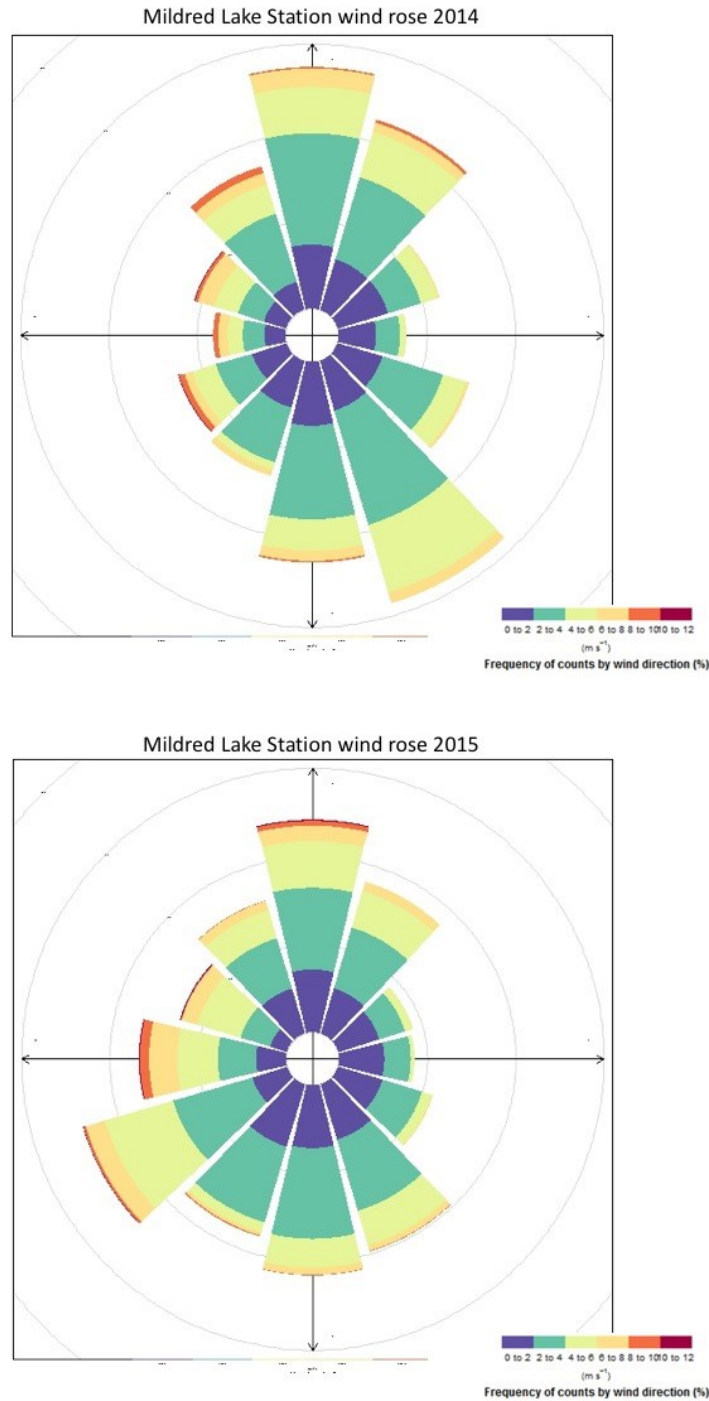 Mildred Lake Station wind rose 2014
0 to 2 2 to 4 4 to 6 6 to 8 8 to 10 10 to 12
(m s⁻¹)
Frequency of counts by wind direction (%)
Mildred Lake Station wind rose 2015
0 to 2 2 to 4 4 to 6 6 to 8 8 to 10 10 to 12
(m s⁻¹)
Frequency of counts by wind direction (%)